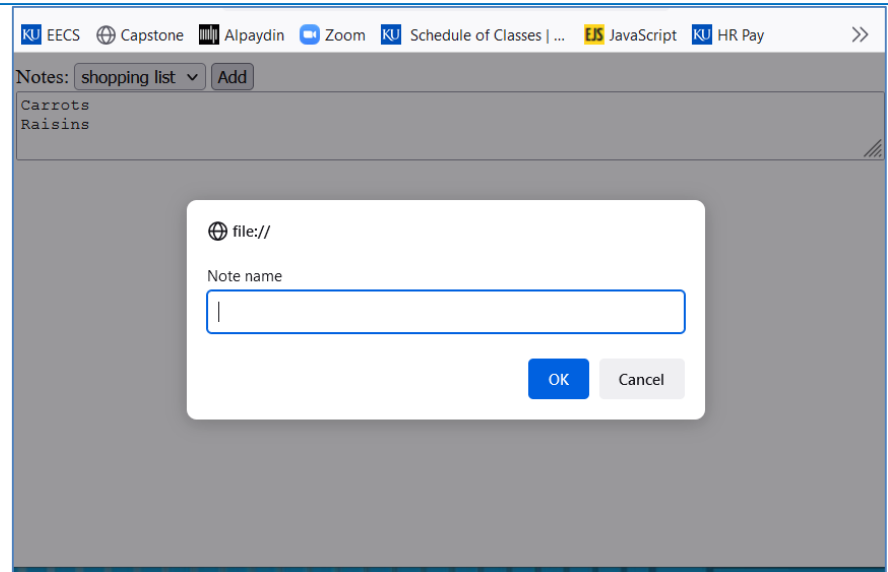 KU EECS Capstone Alpaydin Zoom KU Schedule of Classes | ... EJS JavaScript KU HR Pay
Notes: shopping list Add
Carrots
Raisins
file://
Note name
OK Cancel